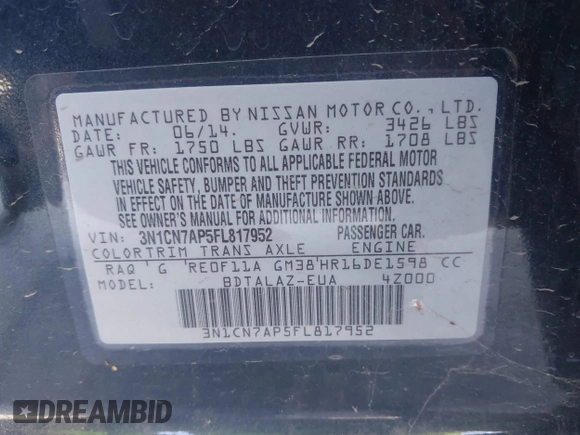 MANUFACTURED BY NISSAN MOTOR CO., LTD.
DATE: 06/14. GVWR: 3426 LBS
GAWR FR: 1750 LBS GAWR RR: 1708 LBS
THIS VEHICLE CONFORMS TO ALL APPLICABLE FEDERAL MOTOR
VEHICLE SAFETY, BUMPER AND THEFT PREVENTION STANDARDS
IN EFFECT ON THE DATE OF MANUFACTURE SHOWN ABOVE.
SEE OWNER'S MANUAL FOR ADDITIONAL INFORMATION.
VIN: 3N1CN7AP5FL817952 PASSENGER CAR.
COLOR TRIM TRANS AXLE ENGINE
RAQ G RE0F11A GM38 HR16DE1598 CC
MODEL: BDTALAZ-EUA 4Z000
3N1CN7AP5FL817952
DREAMBID